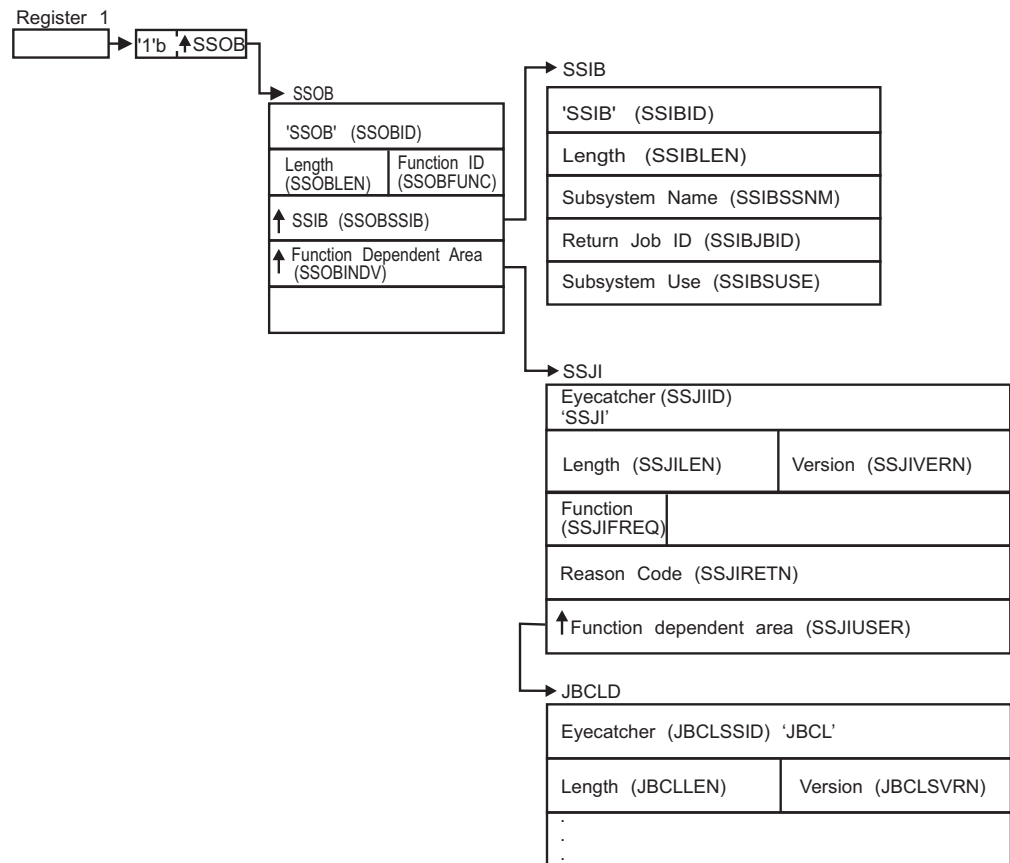 Register 1
'1'b SSOB
SSOB
'SSOB' (SSOBID)
Length
(SSOBLEN)
Function ID
(SSOBFUNC)
SSIB (SSOBSSIB)
Function Dependent Area
(SSOBINDV)
SSIB
'SSIB' (SSIBID)
Length (SSIBLEN)
Subsystem Name (SSIBSSNM)
Return Job ID (SSIBJBID)
Subsystem Use (SSIBSUSE)
SSJI
Eyecatcher (SSJIID)
‘SSJI’
Length (SSJILEN)
Version (SSJIVERN)
Function
(SSJIFREQ)
Reason Code (SSJIRETN)
Function dependent area (SSJIUSER)
JBCLD
Eyecatcher (JBCLSSID) ‘JBCL’
Length (JBCLLEN)
Version (JBCLSVRN)
.
.
.